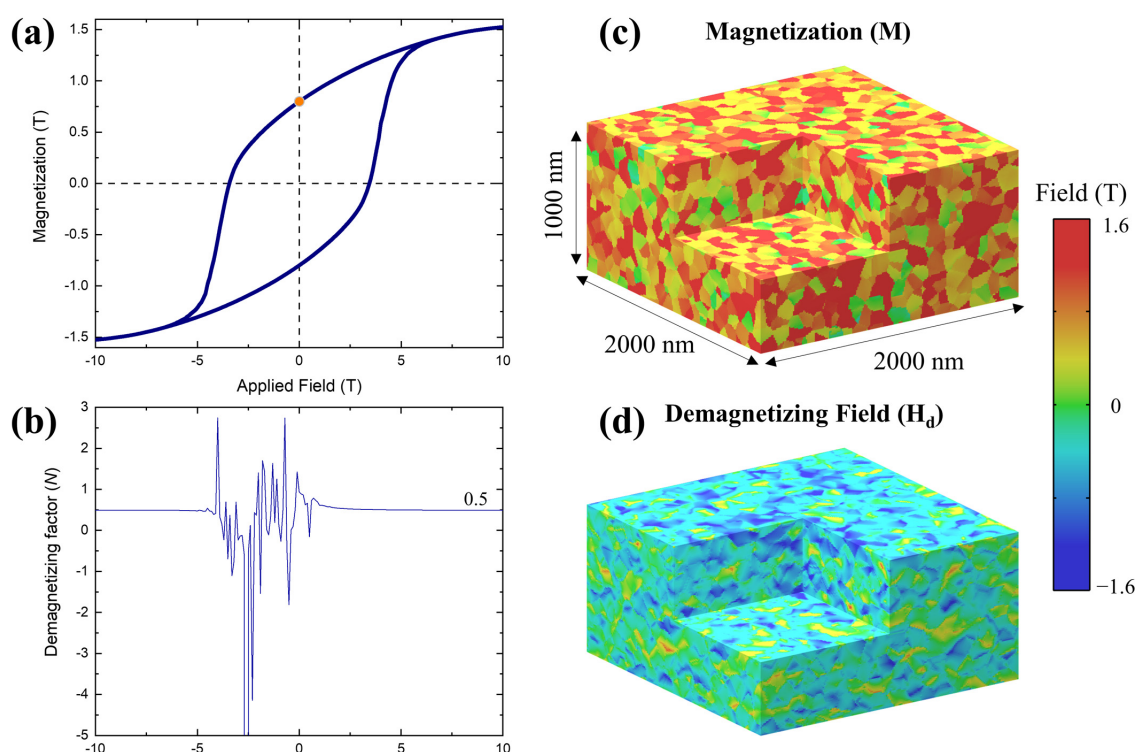 (a)
Magnetization (T)
1.5
1.0
0.5
0.0
-0.5
-1.0
-1.5
-10
-5
0
5
10
Applied Field (T)
(b)
Demagnetizing factor (N)
3
2
1
0
-1
-2
-3
-4
-5
0.5
-10
-5
0
5
10
(c)
Magnetization (M)
1000 nm
2000 nm
2000 nm
Field (T)
1.6
0
−1.6
(d)
Demagnetizing Field (Hd)